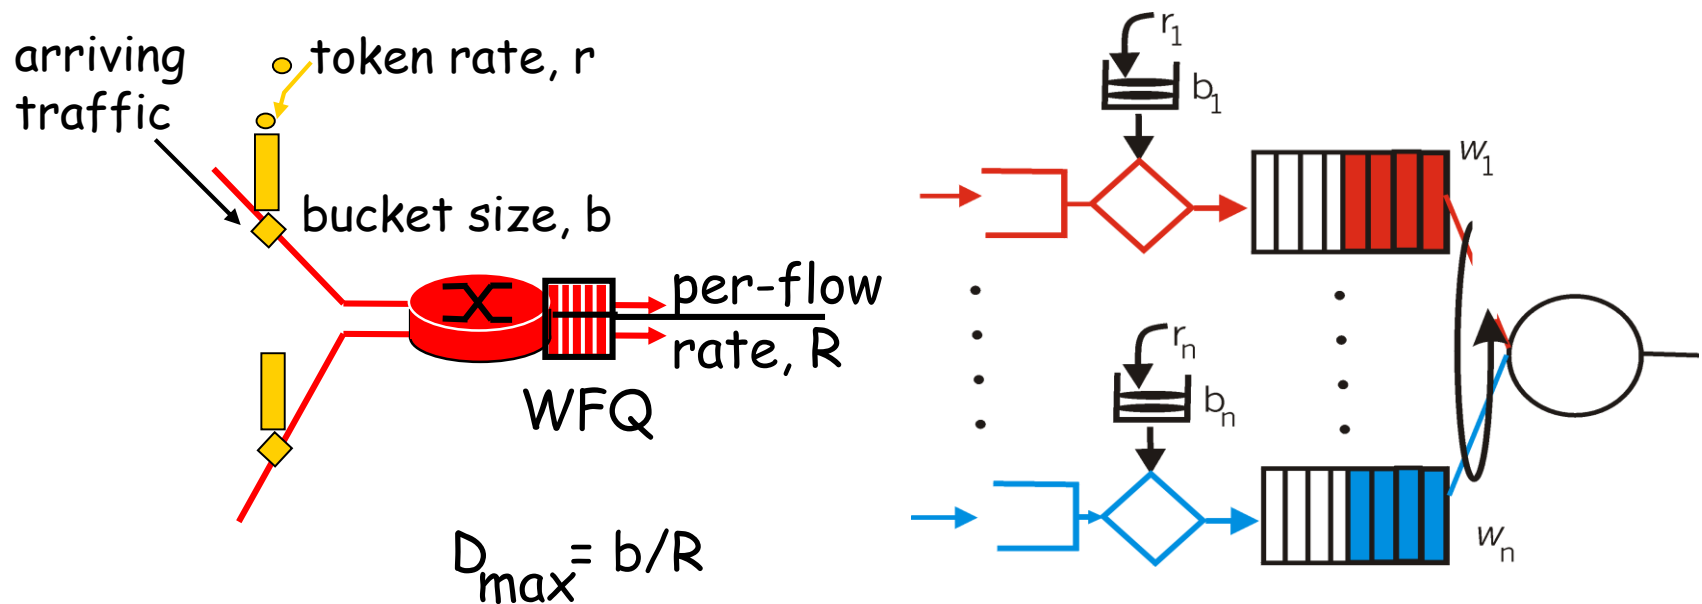 arriving
traffic
token rate, r
bucket size, b
per-flow
rate, R
WFQ
Dmax= b/R
r1
b1
w1
rn
bn
wn